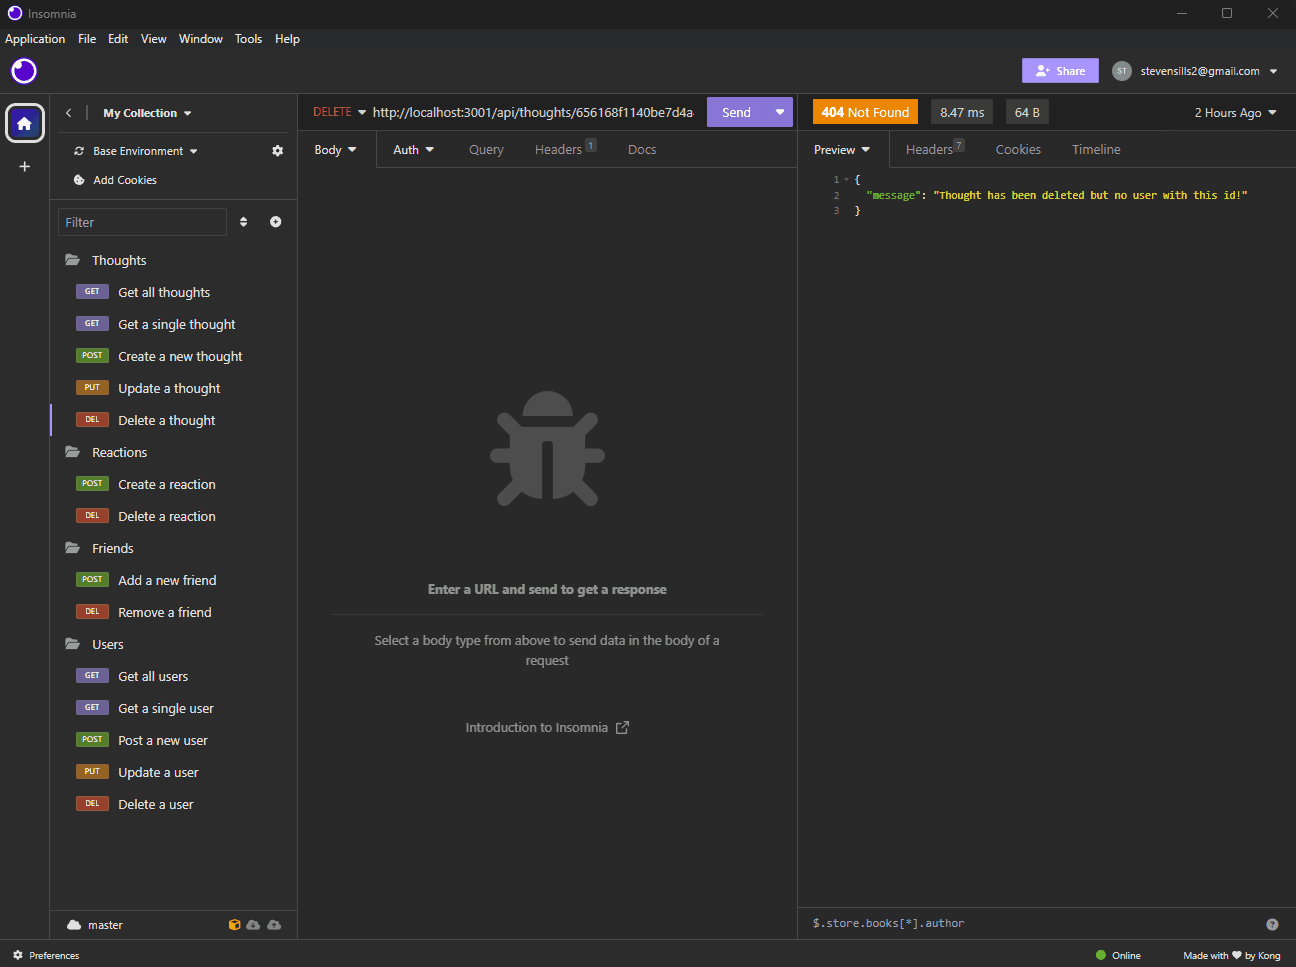 Insomnia
Application File Edit View Window Tools Help
Share
ST
stevensills2@gmail.com
My Collection
Base Environment
Add Cookies
Filter
Thoughts
GET Get all thoughts
GET Get a single thought
POST Create a new thought
PUT Update a thought
DEL Delete a thought
Reactions
POST Create a reaction
DEL Delete a reaction
Friends
POST Add a new friend
DEL Remove a friend
Users
GET Get all users
GET Get a single user
POST Post a new user
PUT Update a user
DEL Delete a user
master
DELETE http://localhost:3001/api/thoughts/656168f1140be7d4a
Send
Body Auth Query Headers 1 Docs
Enter a URL and send to get a response
Select a body type from above to send data in the body of a
request
Introduction to Insomnia
404 Not Found 8.47 ms 64 B 2 Hours Ago
Preview Headers 7 Cookies Timeline
1 {
2 "message": "Thought has been deleted but no user with this id!"
3 }
$.store.books[*].author
?
Preferences
Online
Made with ♥ by Kong